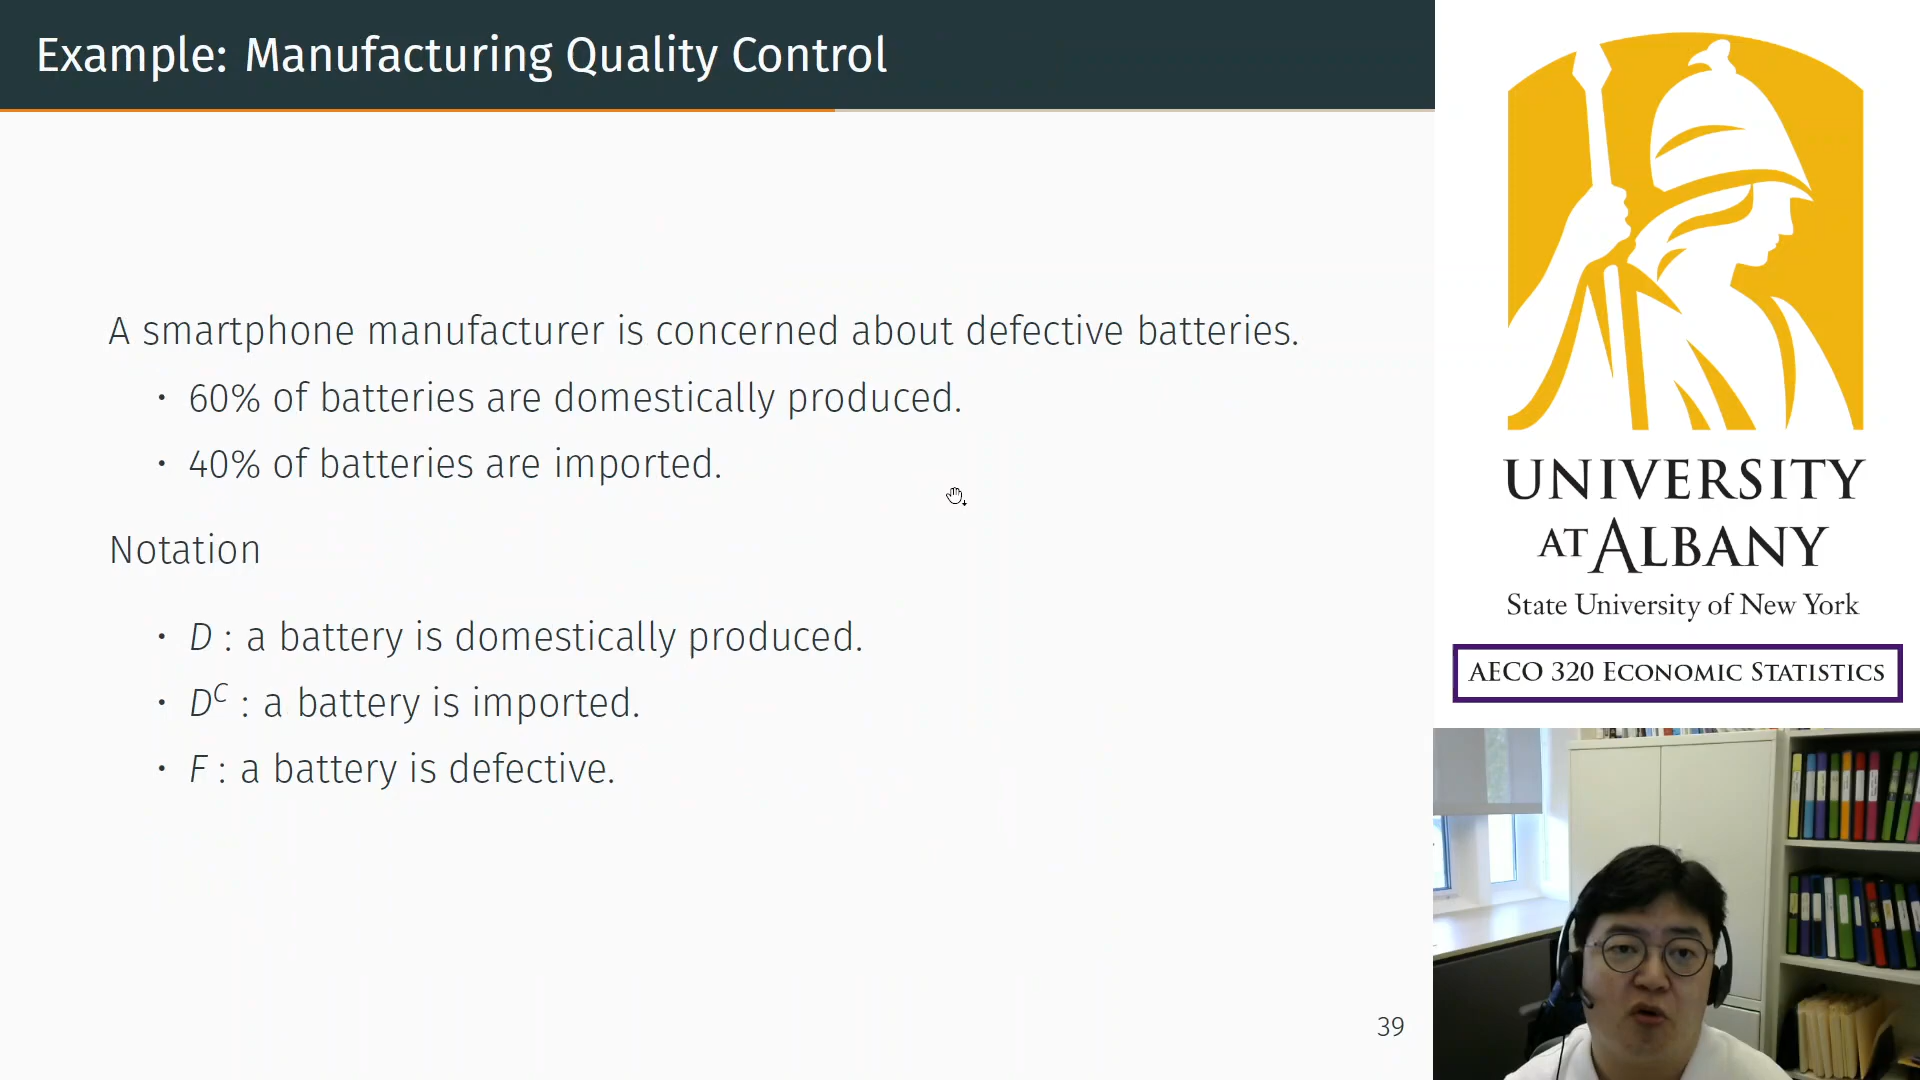 Example: Manufacturing Quality Control
A smartphone manufacturer is concerned about defective batteries.
· 60% of batteries are domestically produced.
· 40% of batteries are imported.
Notation
· D : a battery is domestically produced.
· Dᶜ : a battery is imported.
· F : a battery is defective.
39
UNIVERSITY
AT ALBANY
State University of New York
AECO 320 ECONOMIC STATISTICS